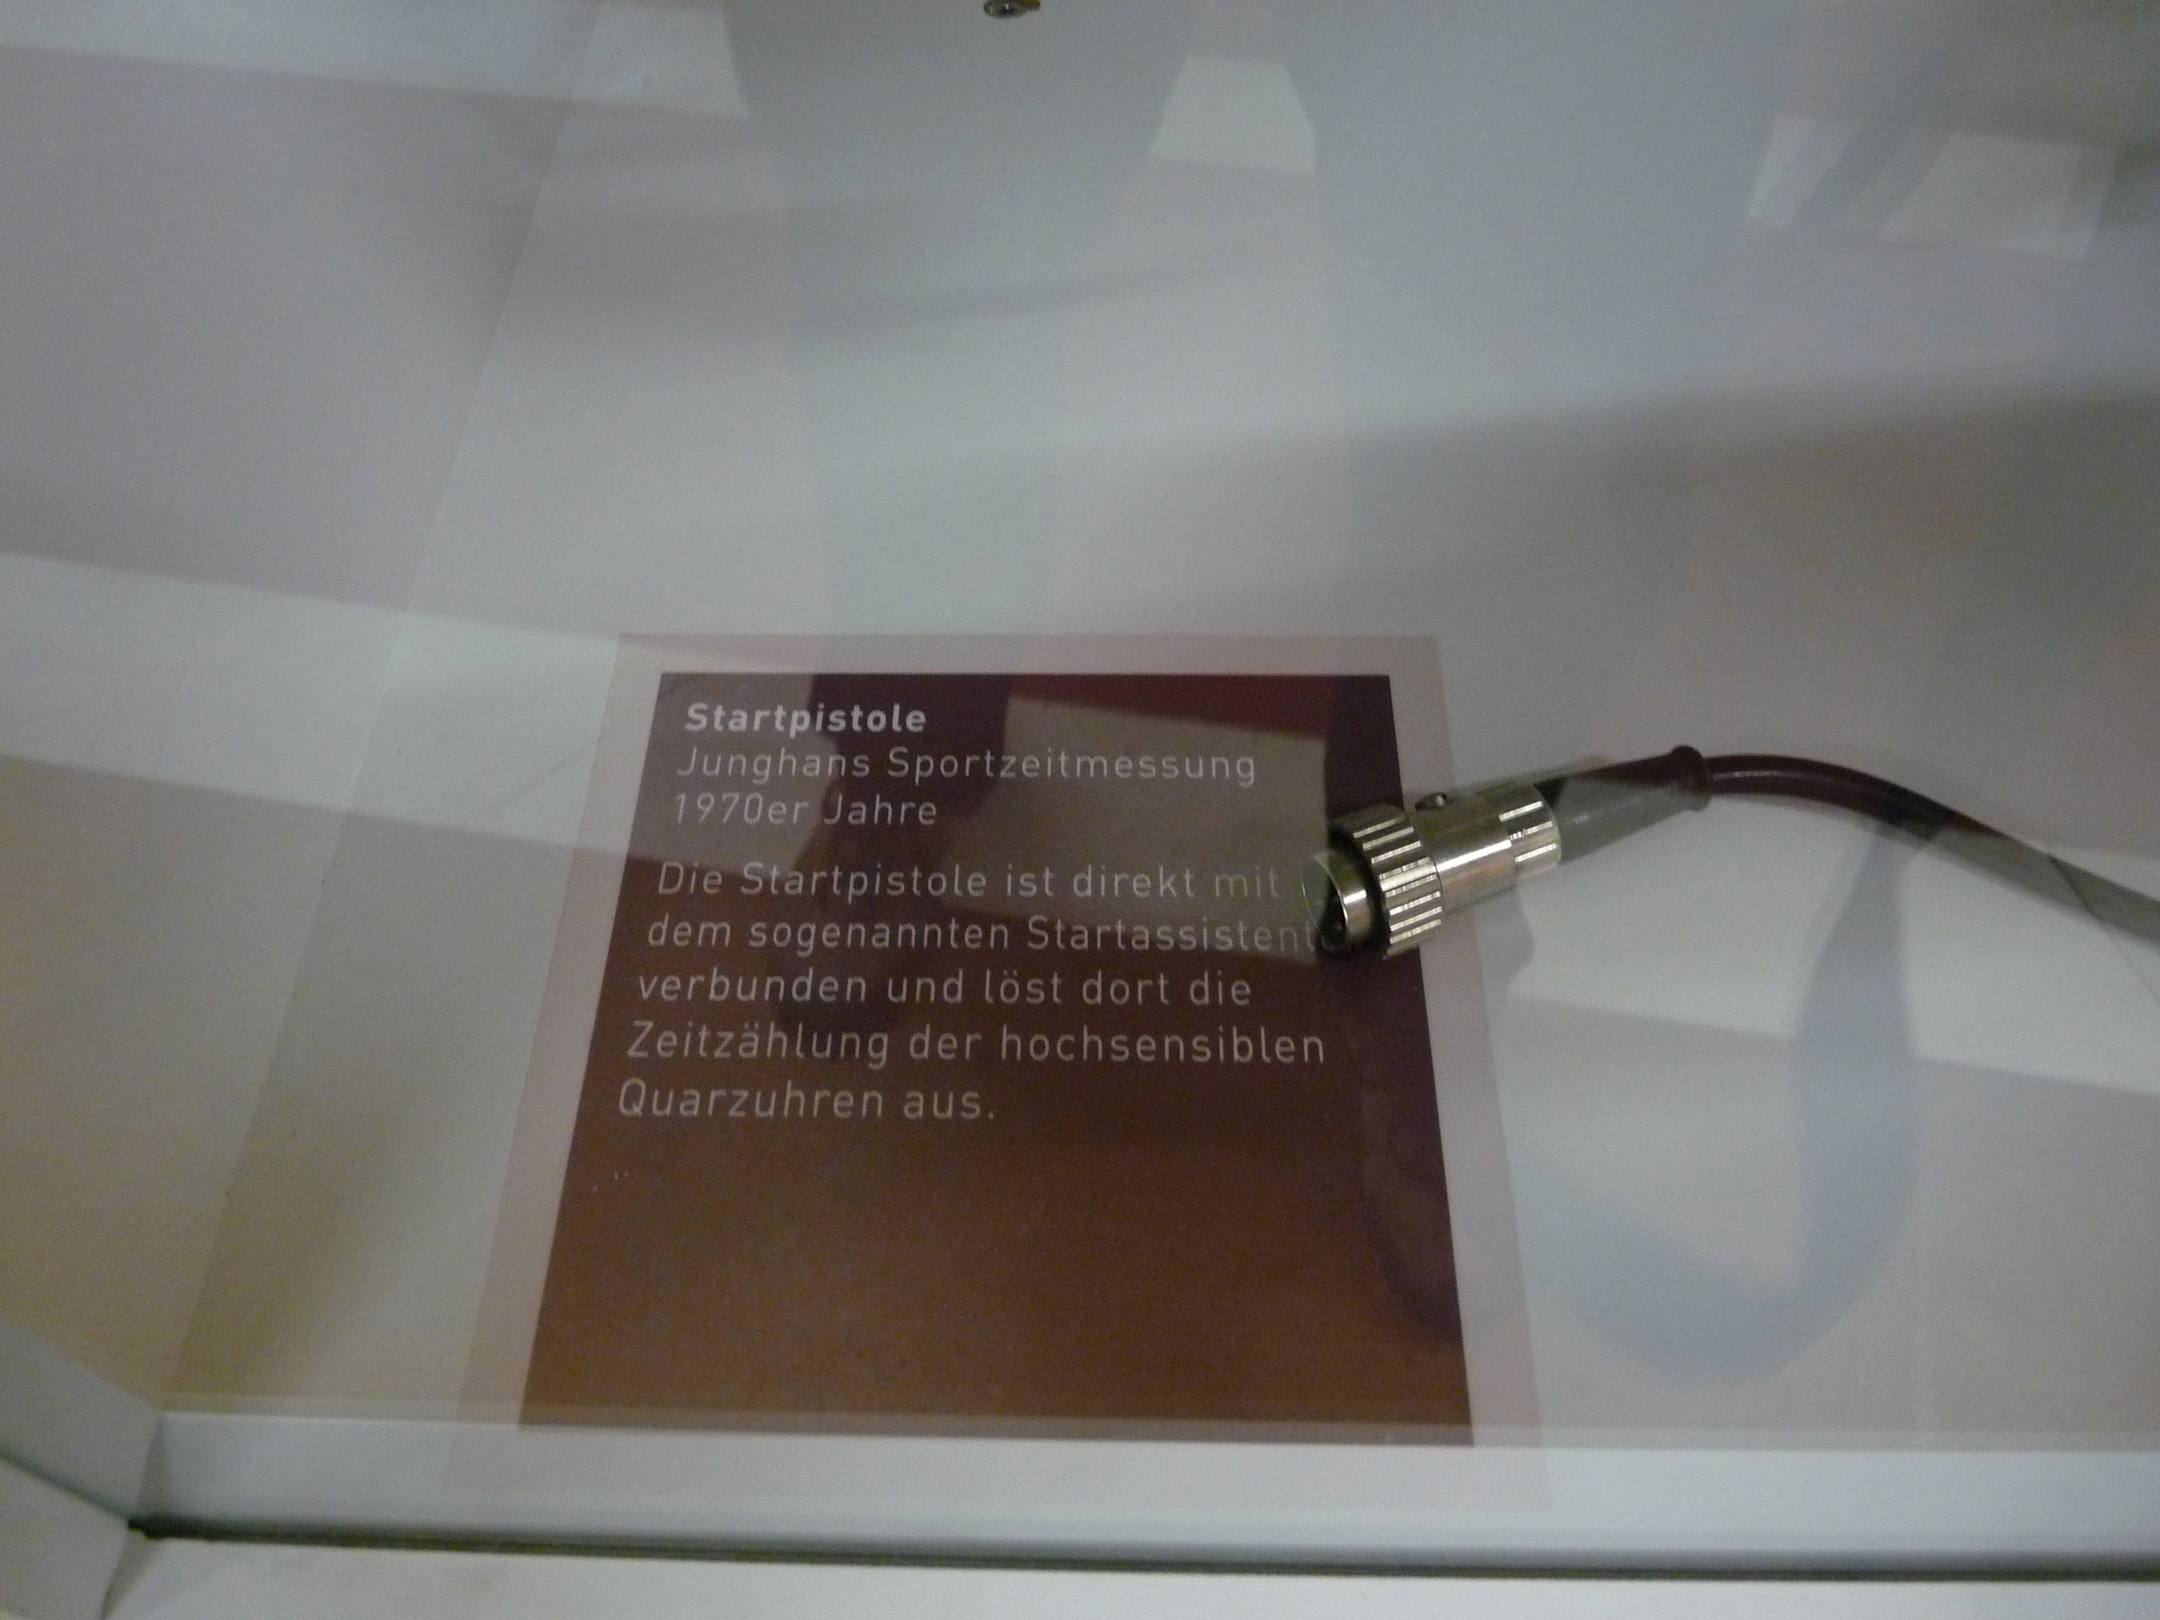 Startpistole
Junghans Sportzeitmessung
1970er Jahre
Die Startpistole ist direkt mit
dem sogenannten
verbunden und löst dort die
Zeitzählung der hochsensiblen
Quarzuhren aus.